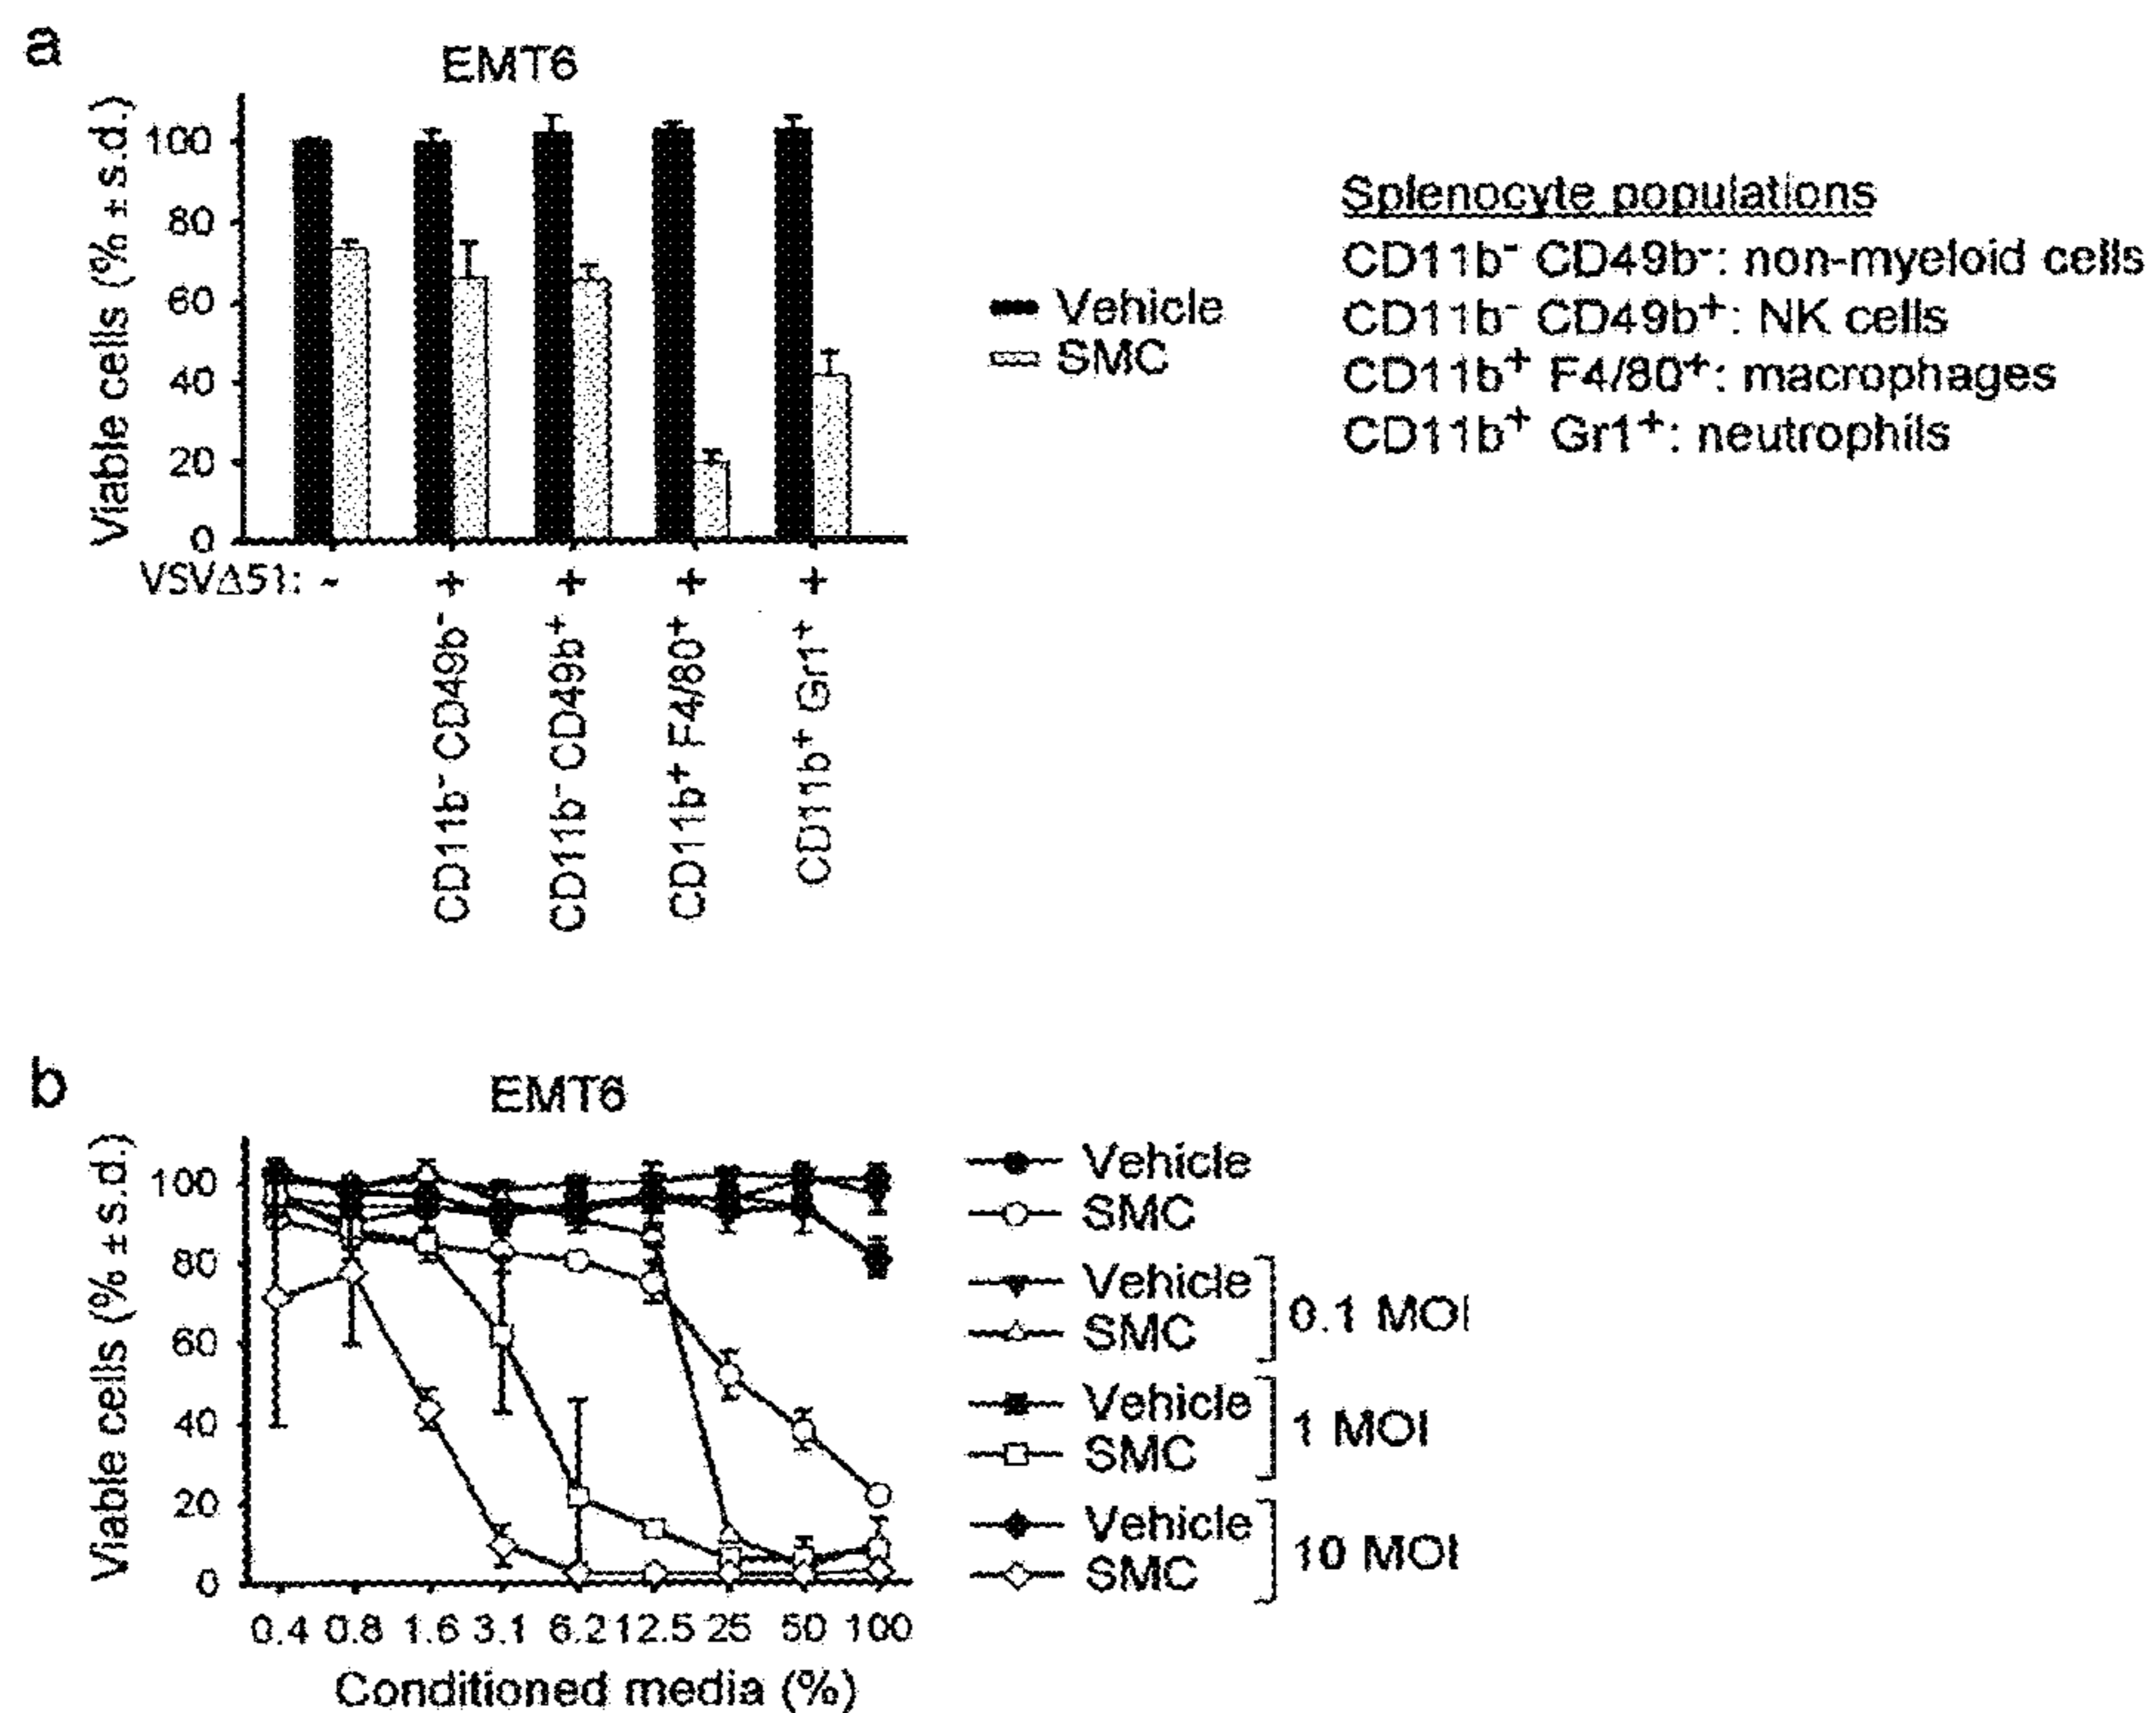 a
EMT6
Viable cells (% ± s.d.)
100
80
60
40
20
0
VSVΔ51: - + + + +
CD11b⁻ CD49b⁻
CD11b⁻ CD49b⁺
CD11b⁺ F4/80⁺
CD11b⁺ Gr1⁺
Vehicle
SMC
Splenocyte populations
CD11b⁻ CD49b⁻: non-myeloid cells
CD11b⁻ CD49b⁺: NK cells
CD11b⁺ F4/80⁺: macrophages
CD11b⁺ Gr1⁺: neutrophils
b
EMT6
Viable cells (% ± s.d.)
100
80
60
40
20
0
0.4 0.8 1.6 3.1 6.2 12.5 25 50 100
Conditioned media (%)
Vehicle
SMC
Vehicle
SMC
0.1 MOI
Vehicle
SMC
1 MOI
Vehicle
SMC
10 MOI